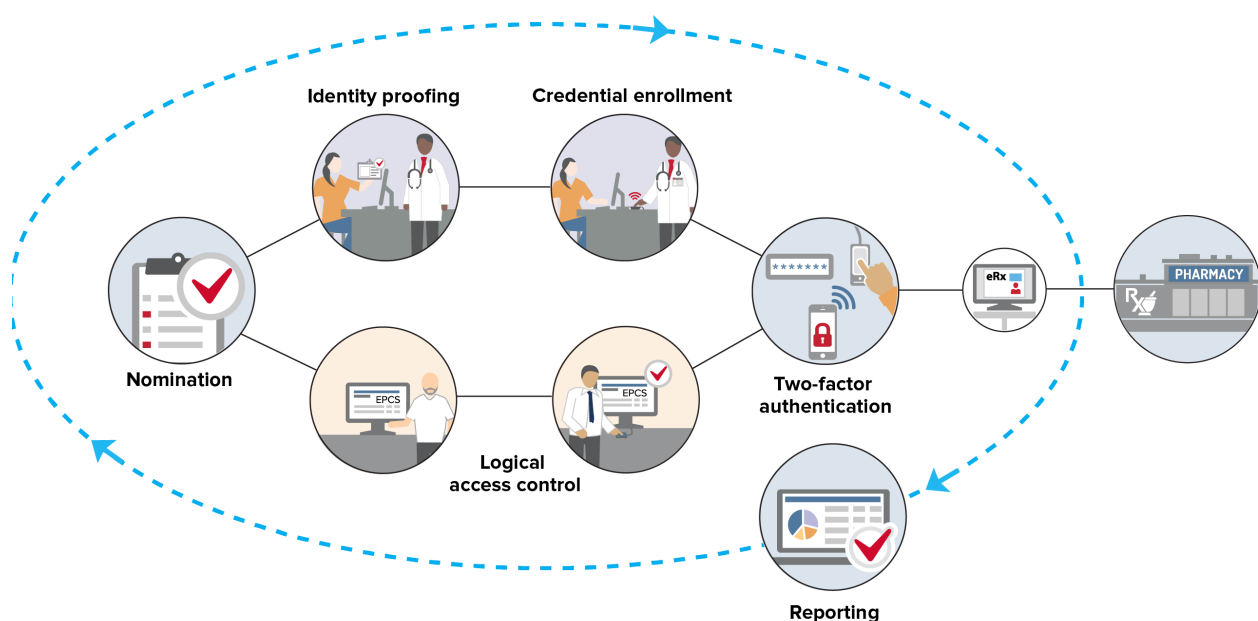 Identity proofing
Credential enrollment
Nomination
*******
eRx
PHARMACY
Rx
Two-factor
authentication
EPCS
EPCS
Logical
access control
Reporting